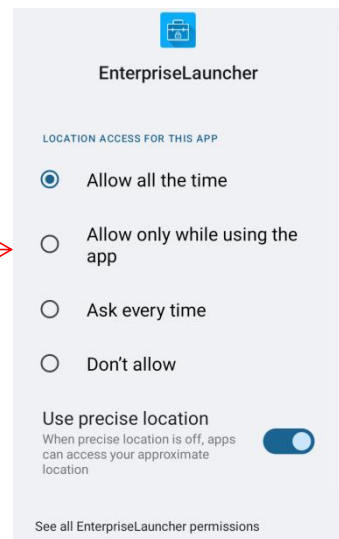 EnterpriseLauncher
LOCATION ACCESS FOR THIS APP
Allow all the time
Allow only while using the
app
Ask every time
Don't allow
Use precise location
When precise location is off, apps
can access your approximate
location
See all EnterpriseLauncher permissions